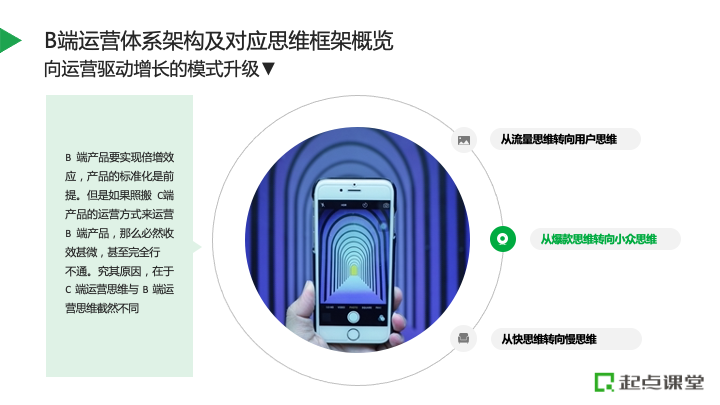 B端运营体系架构及对应思维框架概览
向运营驱动增长的模式升级▼
B 端产品要实现倍增效
应，产品的标准化是前
提。但是如果照搬 C端
产品的运营方式来运营
B 端产品，那么必然收
效甚微，甚至完全行
不通。究其原因，在于
C 端运营思维与 B 端运
营思维截然不同
从流量思维转向用户思维
从爆款思维转向小众思维
从快思维转向慢思维
起点课堂